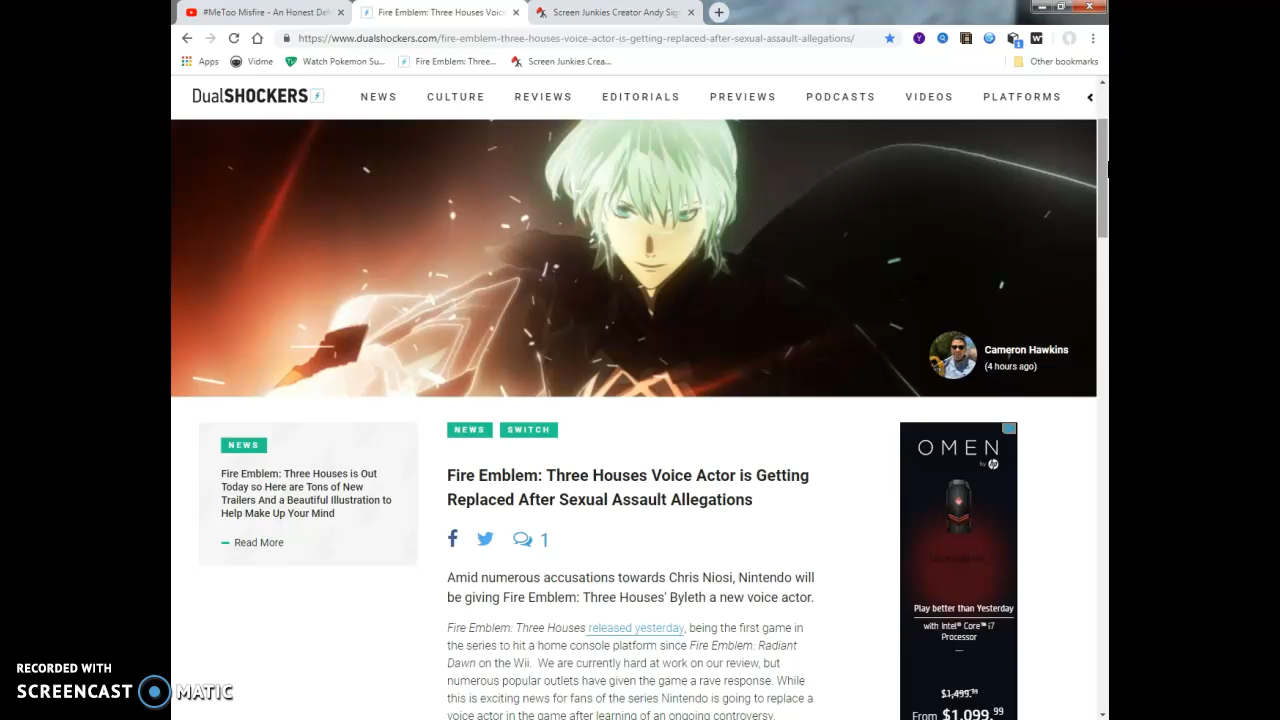 #MeToo Misfire - An Honest De
Fire Emblem: Three Houses Voic
Screen Junkies Creator Andy Sig
https://www.dualshockers.com/fire-emblem-three-houses-voice-actor-is-getting-replaced-after-sexual-assault-allegations/
Apps
Vidme
Watch Pokemon Su...
Fire Emblem: Three...
Screen Junkies Crea...
Other bookmarks
DualSHOCKERS
NEWS
CULTURE
REVIEWS
EDITORIALS
PREVIEWS
PODCASTS
VIDEOS
PLATFORMS
Cameron Hawkins
(4 hours ago)
NEWS
Fire Emblem: Three Houses is Out
Today so Here are Tons of New
Trailers And a Beautiful Illustration to
Help Make Up Your Mind
Read More
NEWS
SWITCH
Fire Emblem: Three Houses Voice Actor is Getting
Replaced After Sexual Assault Allegations
1
Amid numerous accusations towards Chris Niosi, Nintendo will
be giving Fire Emblem: Three Houses' Byleth a new voice actor.
Fire Emblem: Three Houses released yesterday, being the first game in
the series to hit a home console platform since Fire Emblem: Radiant
Dawn on the Wii. We are currently hard at work on our review, but
numerous popular outlets have given the game a rave response. While
this is exciting news for fans of the series Nintendo is going to replace a
voice actor in the game after learning of an ongoing controversy.
OMEN
by hp
Play better than Yesterday
with Intel® Core™ i7
Processor
$1,499.99
From $1,099.99
RECORDED WITH
SCREENCAST MATIC